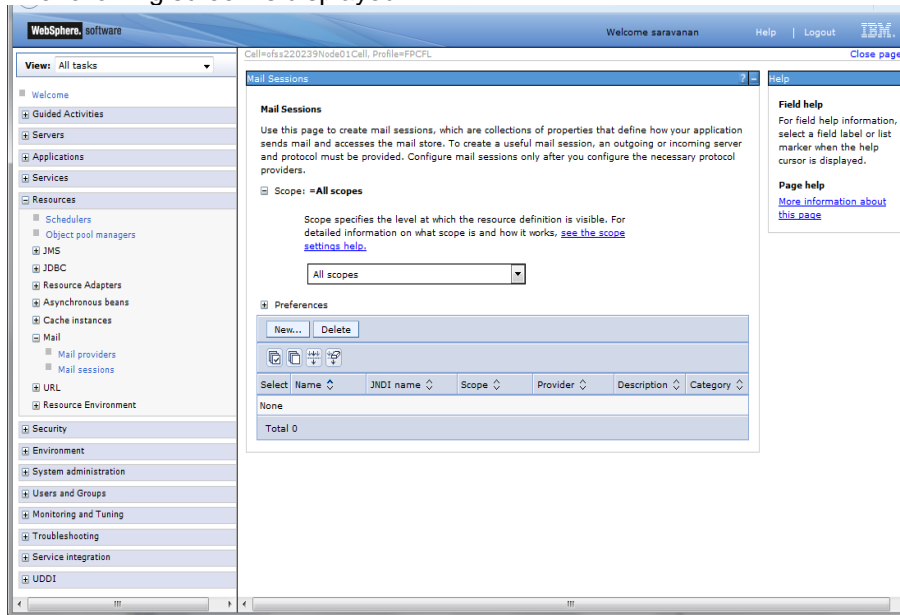 WebSphere. software
Welcome saravanan
Help | Logout
IBM.
View: All tasks
Welcome
Guided Activities
Servers
Applications
Services
Resources
Schedulers
Object pool managers
JMS
JDBC
Resource Adapters
Asynchronous beans
Cache instances
Mail
Mail providers
Mail sessions
URL
Resource Environment
Security
Environment
System administration
Users and Groups
Monitoring and Tuning
Troubleshooting
Service integration
UDDI
Cell=ofss220239Node01Cell, Profile=FPCFL
Close page
Mail Sessions ? -
Mail Sessions
Use this page to create mail sessions, which are collections of properties that define how your application
sends mail and accesses the mail store. To create a useful mail session, an outgoing or incoming server
and protocol must be provided. Configure mail sessions only after you configure the necessary protocol
providers.
Scope: =All scopes
Scope specifies the level at which the resource definition is visible. For
detailed information on what scope is and how it works, see the scope
settings help.
All scopes
Preferences
New... Delete
Select Name JNDI name Scope Provider Description Category
None
Total 0
Help
Field help
For field help information,
select a field label or list
marker when the help
cursor is displayed.
Page help
More information about
this page